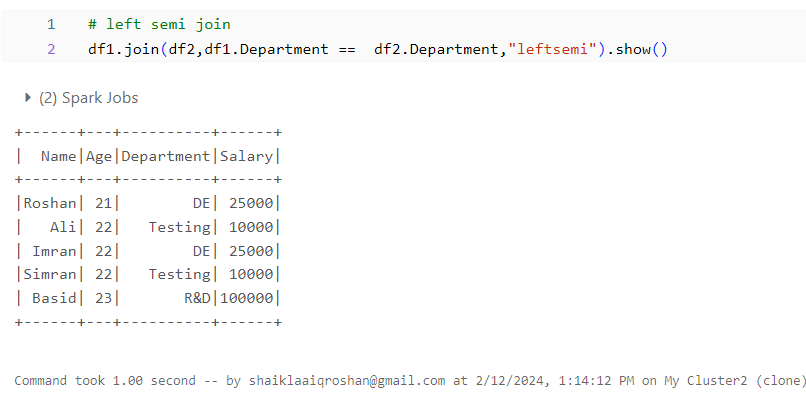 1 # left semi join
2 df1.join(df2,df1.Department ==  df2.Department,"leftsemi").show()
(2) Spark Jobs
+------+---+----------+------+
|  Name|Age|Department|Salary|
+------+---+----------+------+
|Roshan| 21|        DE| 25000|
|   Ali| 22|   Testing| 10000|
| Imran| 22|        DE| 25000|
|Simran| 22|   Testing| 10000|
| Basid| 23|       R&D|100000|
+------+---+----------+------+
Command took 1.00 second -- by shaiklaaiqroshan@gmail.com at 2/12/2024, 1:14:12 PM on My Cluster2 (clone)